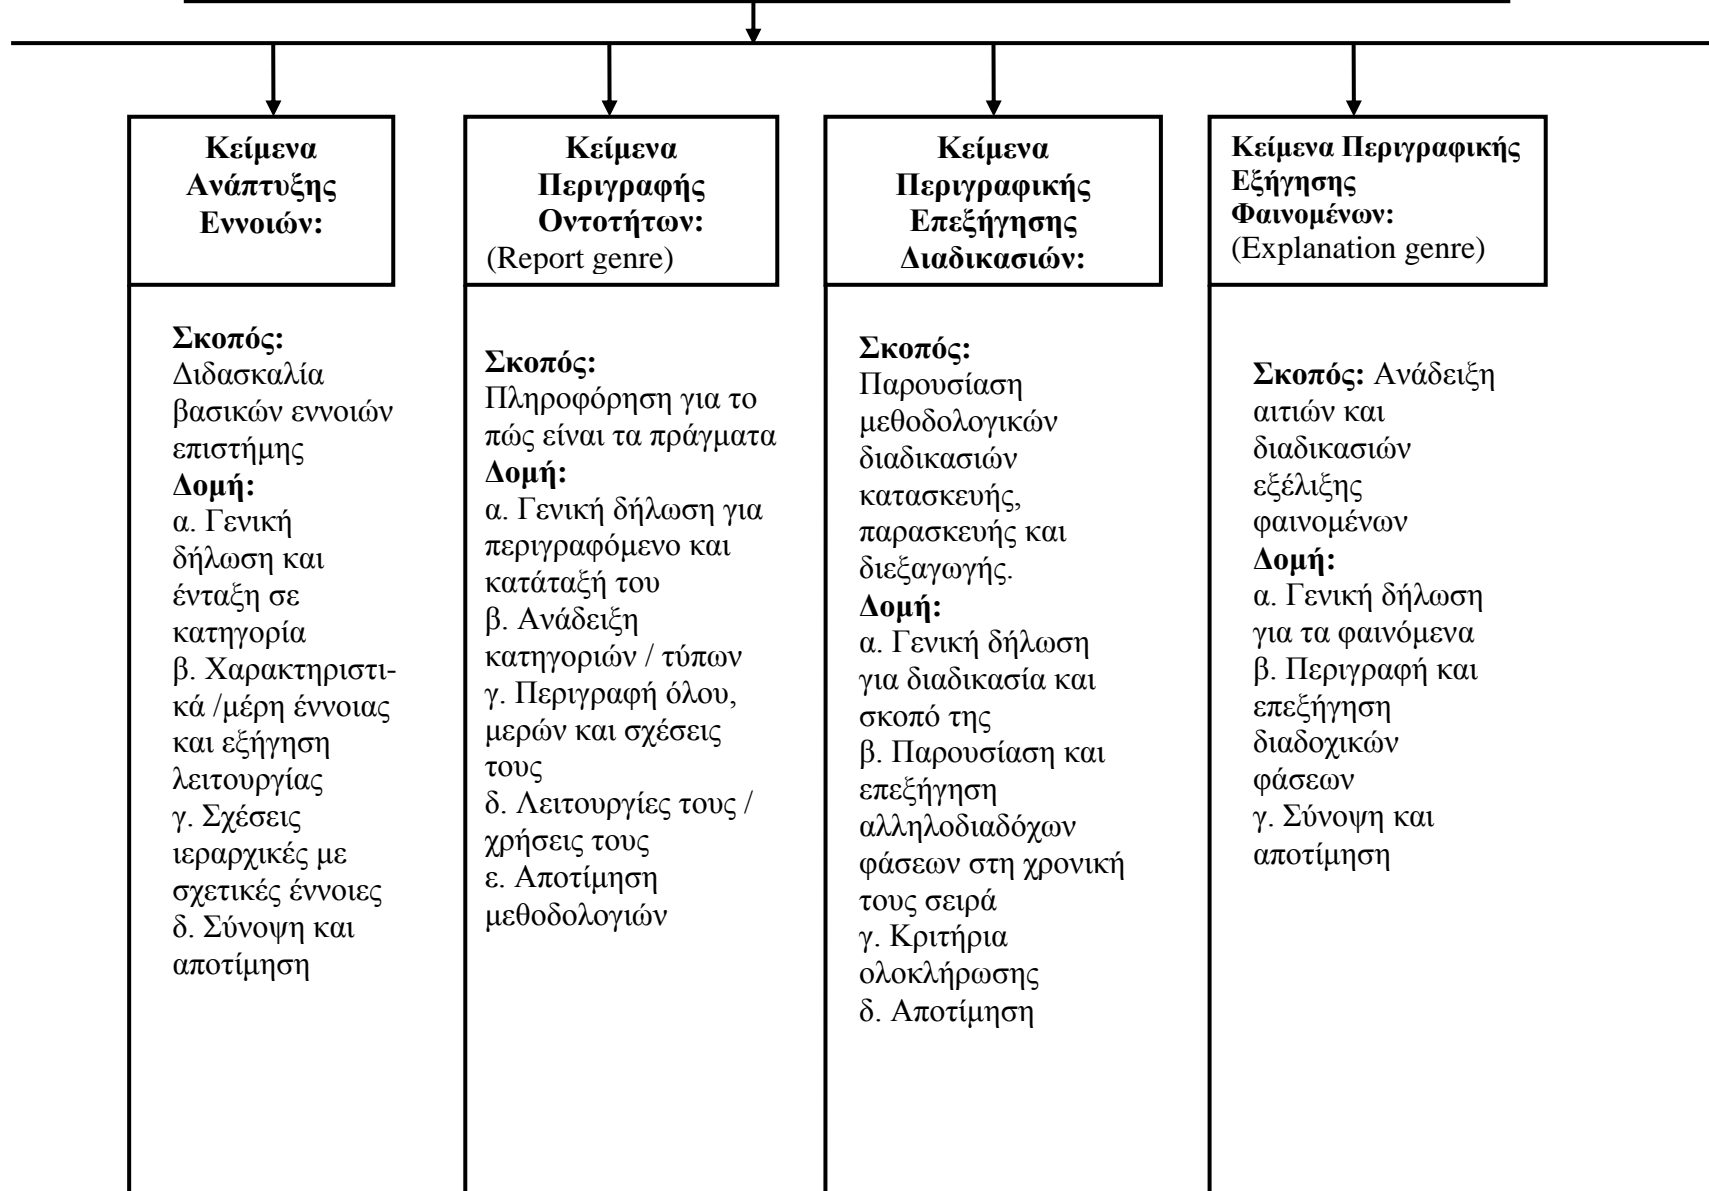 Κείμενα
Ανάπτυξης
Εννοιών:
Σκοπός:
Διδασκαλία
βασικών εννοιών
επιστήμης
Δομή:
α. Γενική
δήλωση και
ένταξη σε
κατηγορία
β. Χαρακτηριστι-
κά /μέρη έννοιας
και εξήγηση
λειτουργίας
γ. Σχέσεις
ιεραρχικές με
σχετικές έννοιες
δ. Σύνοψη και
αποτίμηση
Κείμενα
Περιγραφής
Οντοτήτων:
(Report genre)
Σκοπός:
Πληροφόρηση για το
πώς είναι τα πράγματα
Δομή:
α. Γενική δήλωση για
περιγραφόμενο και
κατάταξή του
β. Ανάδειξη
κατηγοριών / τύπων
γ. Περιγραφή όλου,
μερών και σχέσεις
τους
δ. Λειτουργίες τους /
χρήσεις τους
ε. Αποτίμηση
μεθοδολογιών
Κείμενα
Περιγραφικής
Επεξήγησης
Διαδικασιών:
Σκοπός:
Παρουσίαση
μεθοδολογικών
διαδικασιών
κατασκευής,
παρασκευής και
διεξαγωγής.
Δομή:
α. Γενική δήλωση
για διαδικασία και
σκοπό της
β. Παρουσίαση και
επεξήγηση
αλληλοδιαδόχων
φάσεων στη χρονική
τους σειρά
γ. Κριτήρια
ολοκλήρωσης
δ. Αποτίμηση
Κείμενα Περιγραφικής
Εξήγησης
Φαινομένων:
(Explanation genre)
Σκοπός: Ανάδειξη
αιτιών και
διαδικασιών
εξέλιξης
φαινομένων
Δομή:
α. Γενική δήλωση
για τα φαινόμενα
β. Περιγραφή και
επεξήγηση
διαδοχικών
φάσεων
γ. Σύνοψη και
αποτίμηση